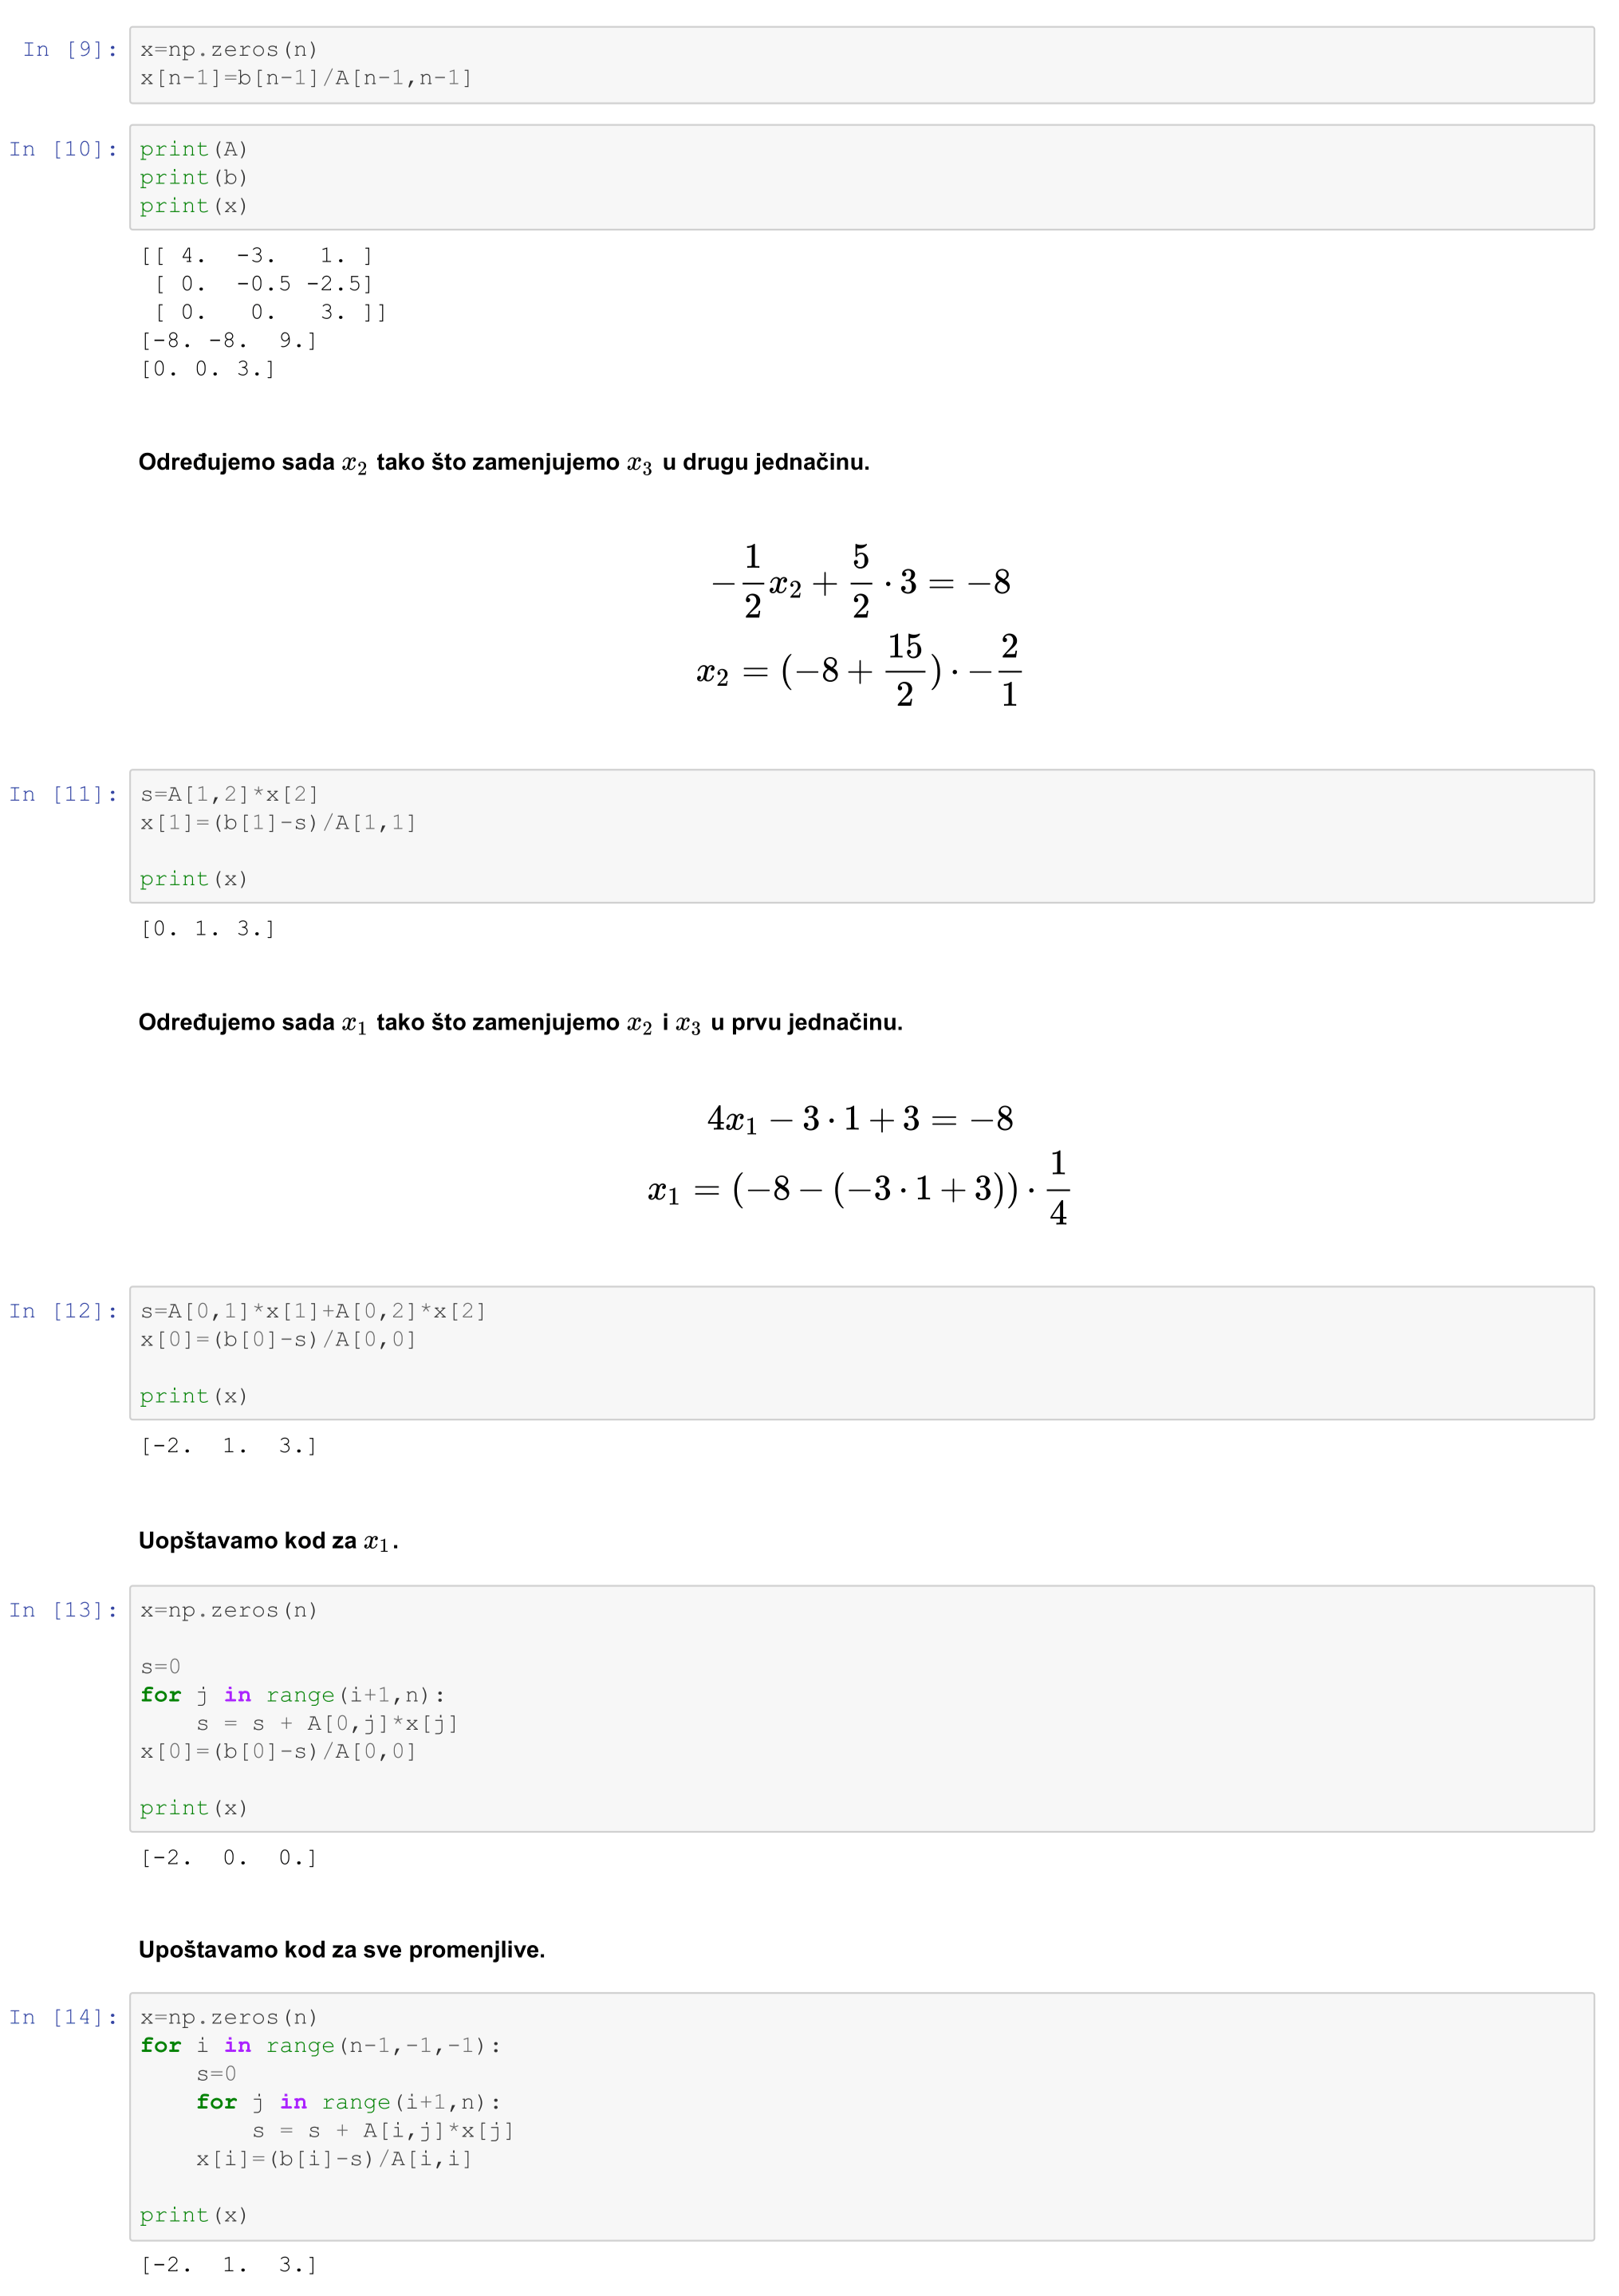 In [9]: x=np.zeros(n)
x[n-1]=b[n-1]/A[n-1,n-1]
In [10]: print(A)
print(b)
print(x)
[[ 4.  -3.   1. ]
 [ 0.  -0.5 -2.5]
 [ 0.   0.   3. ]]
[-8. -8.  9.]
[0. 0. 3.]
Određujemo sada x₂ tako što zamenjujemo x₃ u drugu jednačinu.
−1/2 x₂ + 5/2 · 3 = −8
x₂ = (−8 + 15/2) · −2/1
In [11]: s=A[1,2]*x[2]
x[1]=(b[1]-s)/A[1,1]
print(x)
[0. 1. 3.]
Određujemo sada x₁ tako što zamenjujemo x₂ i x₃ u prvu jednačinu.
4x₁ − 3 · 1 + 3 = −8
x₁ = (−8 − (−3 · 1 + 3)) · 1/4
In [12]: s=A[0,1]*x[1]+A[0,2]*x[2]
x[0]=(b[0]-s)/A[0,0]
print(x)
[-2.  1.  3.]
Uopštavamo kod za x₁.
In [13]: x=np.zeros(n)
s=0
for j in range(i+1,n):
    s = s + A[0,j]*x[j]
x[0]=(b[0]-s)/A[0,0]
print(x)
[-2.  0.  0.]
Upoštavamo kod za sve promenjlive.
In [14]: x=np.zeros(n)
for i in range(n-1,-1,-1):
    s=0
    for j in range(i+1,n):
        s = s + A[i,j]*x[j]
    x[i]=(b[i]-s)/A[i,i]
print(x)
[-2.  1.  3.]